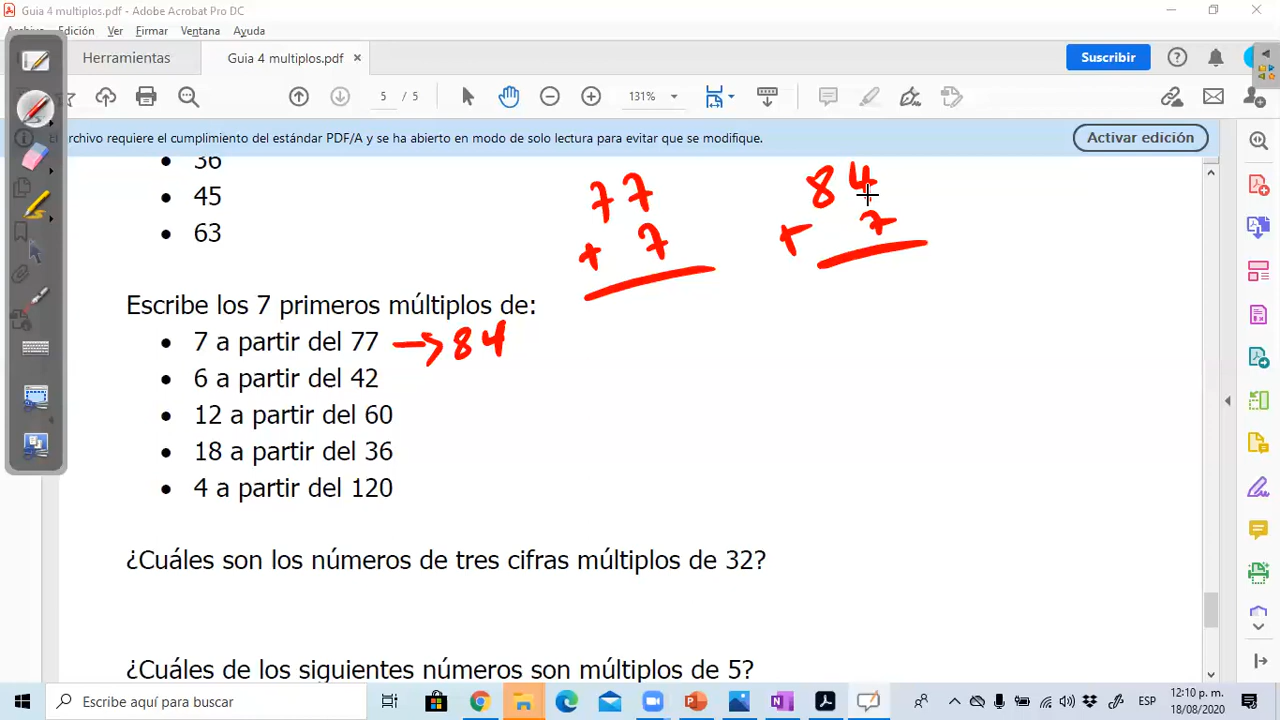 Guia 4 multiplos.pdf - Adobe Acrobat Pro DC
Archivo Edición Ver Firmar Ventana Ayuda
Herramientas Guia 4 multiplos.pdf × Suscribir
5 / 5 131%
archivo requiere el cumplimiento del estándar PDF/A y se ha abierto en modo de solo lectura para evitar que se modifique. Activar edición
• 36
• 45
• 63
77
+ 7
84
+ 7
Escribe los 7 primeros múltiplos de:
• 7 a partir del 77 → 84
• 6 a partir del 42
• 12 a partir del 60
• 18 a partir del 36
• 4 a partir del 120
¿Cuáles son los números de tres cifras múltiplos de 32?
¿Cuáles de los siguientes números son múltiplos de 5?
Escribe aquí para buscar ESP 12:10 p. m.
18/08/2020